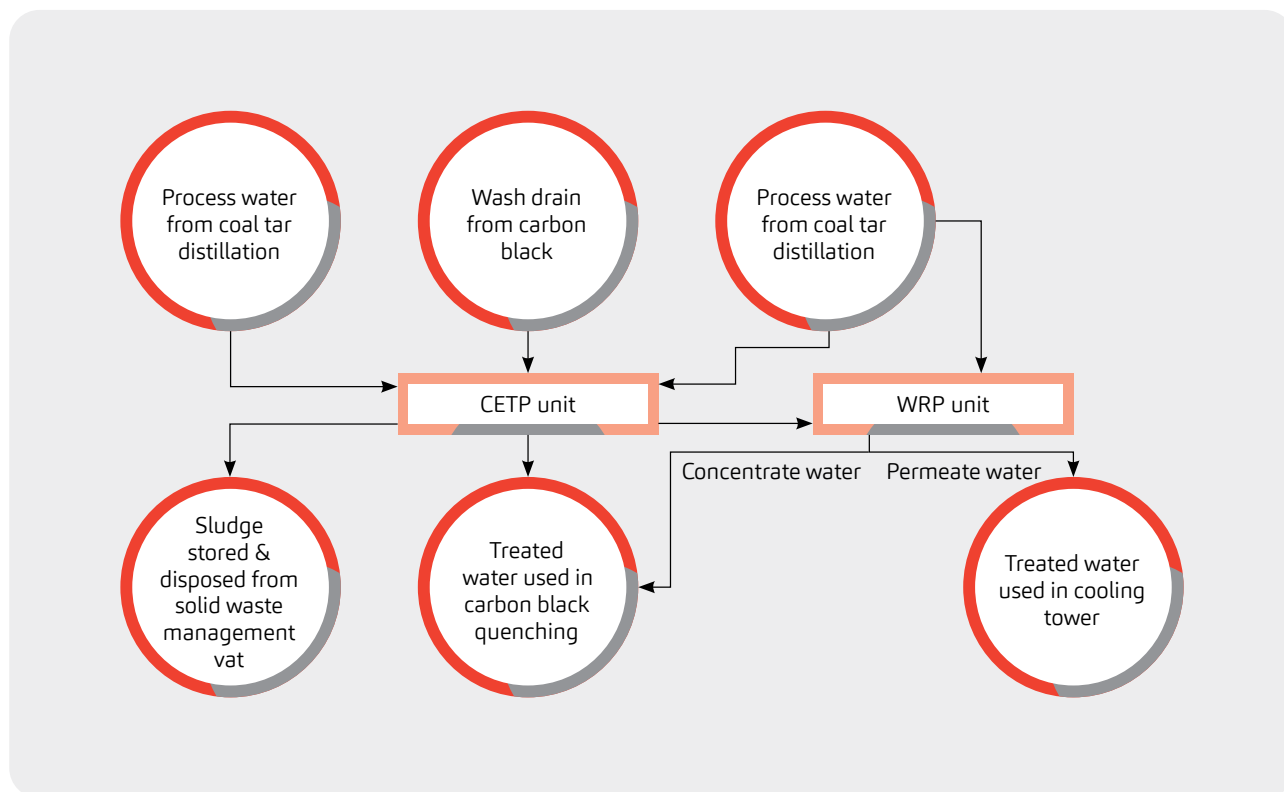 Process water
from coal tar
distillation
Wash drain
from carbon
black
Process water
from coal tar
distillation
CETP unit
WRP unit
Concentrate water
Permeate water
Sludge
stored &
disposed from
solid waste
management
vat
Treated
water used in
carbon black
quenching
Treated water
used in cooling
tower